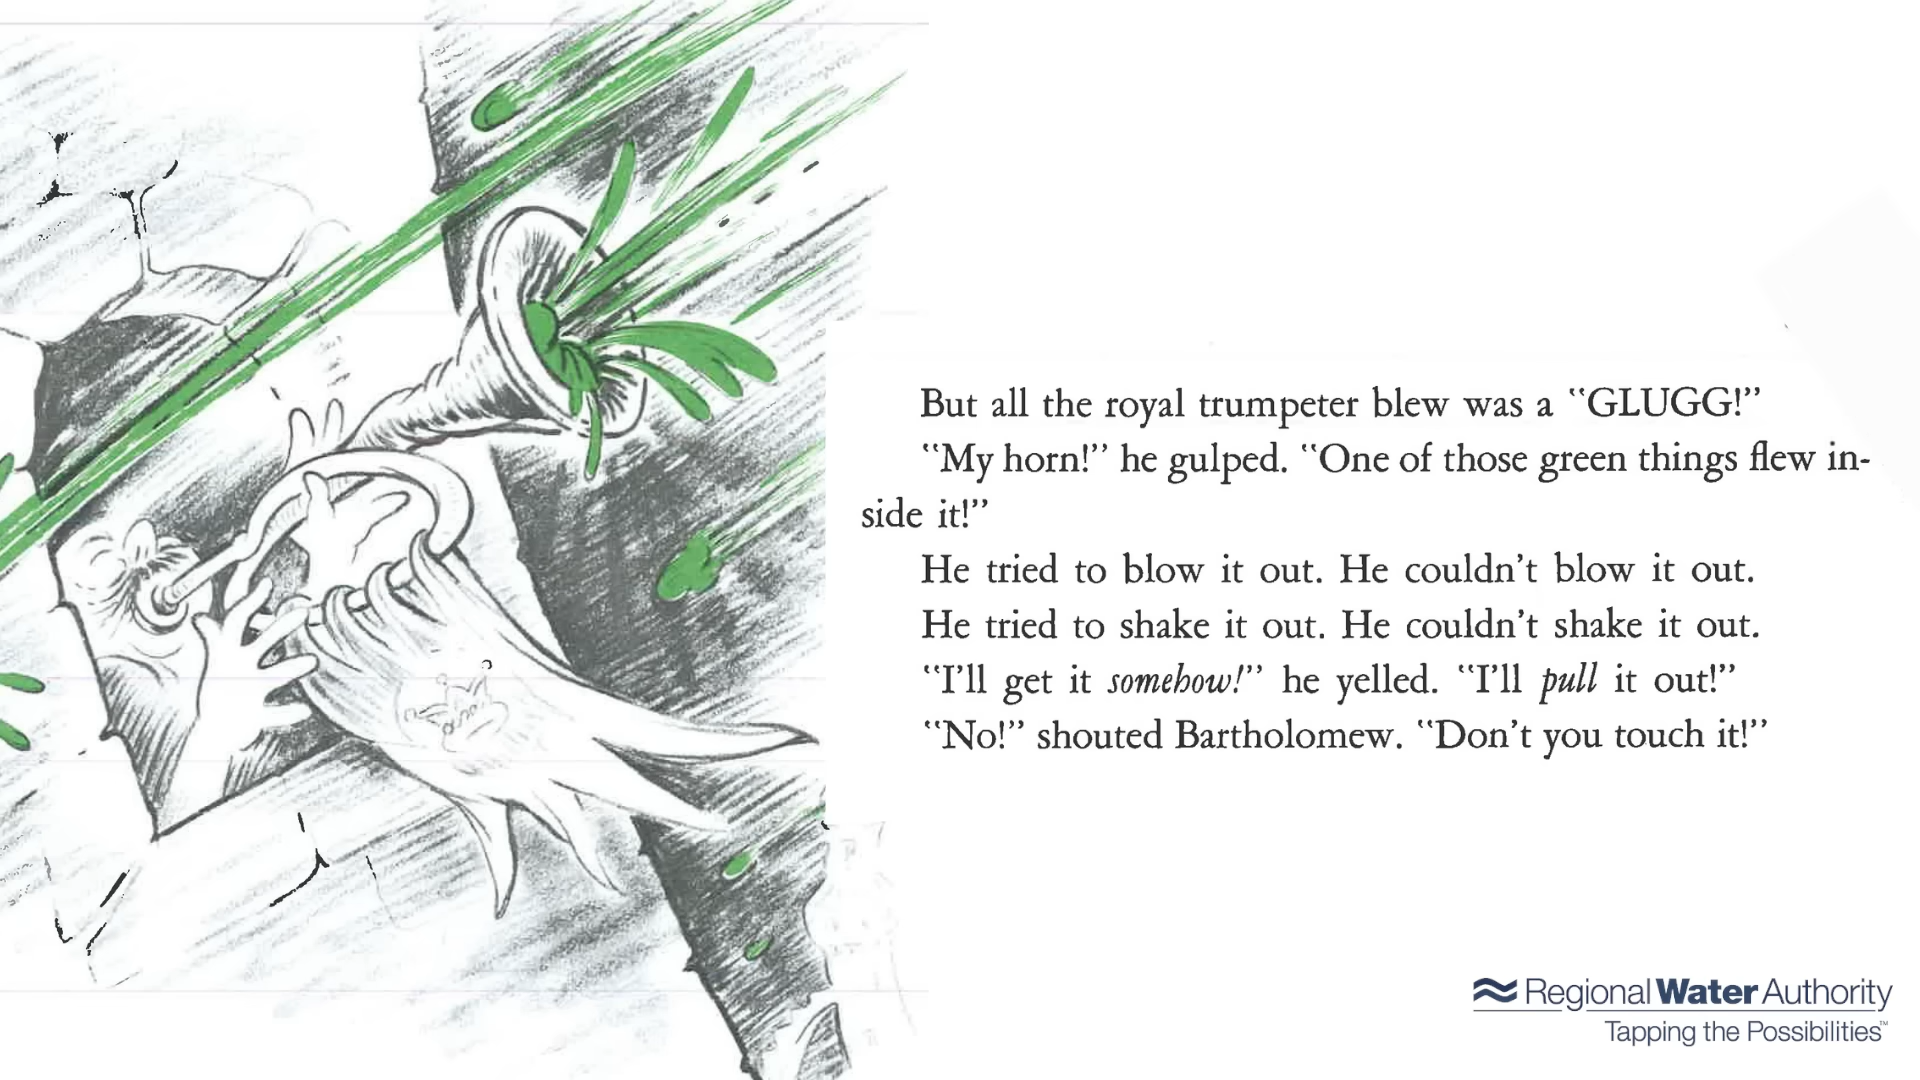 But all the royal trumpeter blew was a "GLUGG!"
"My horn!" he gulped. "One of those green things flew in-
side it!"
He tried to blow it out. He couldn't blow it out.
He tried to shake it out. He couldn't shake it out.
"I'll get it somehow!" he yelled. "I'll pull it out!"
"No!" shouted Bartholomew. "Don't you touch it!"
Regional Water Authority
Tapping the Possibilities™